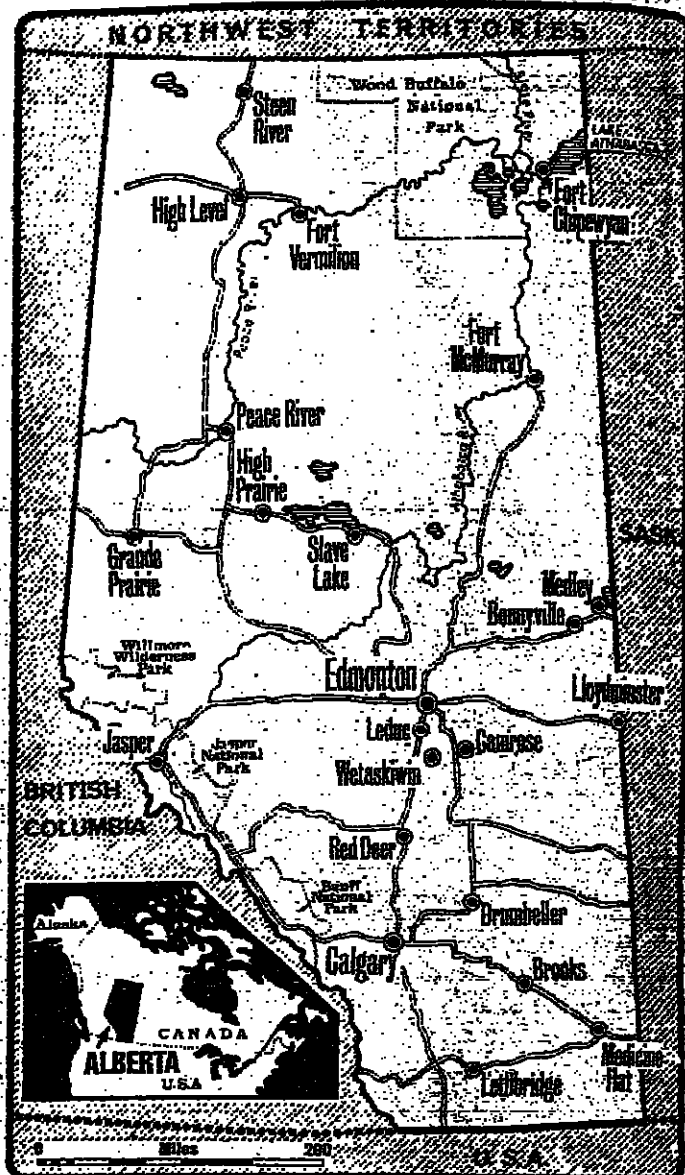 NORTHWEST TERRITORIES
Steen
River
Wood Buffalo
National
Park
LAKE
High Level
Fort
Vermilion
Fort
Chipewyan
Fort
McMurray
Peace River
High
Prairie
Grande
Prairie
Slave
Lake
SASK
Medley
Bonnyville
Willmore
Wilderness
Park
Edmonton
Lloydminster
Leduc
Camrose
Jasper
Jasper
National
Park
Wetaskiwin
BRITISH
COLUMBIA
Red Deer
Banff
National
Park
Drumheller
Calgary
Brooks
Alaska
CANADA
ALBERTA
U.S.A
Medicine
Hat
Lethbridge
0 Miles 200
U.S.A